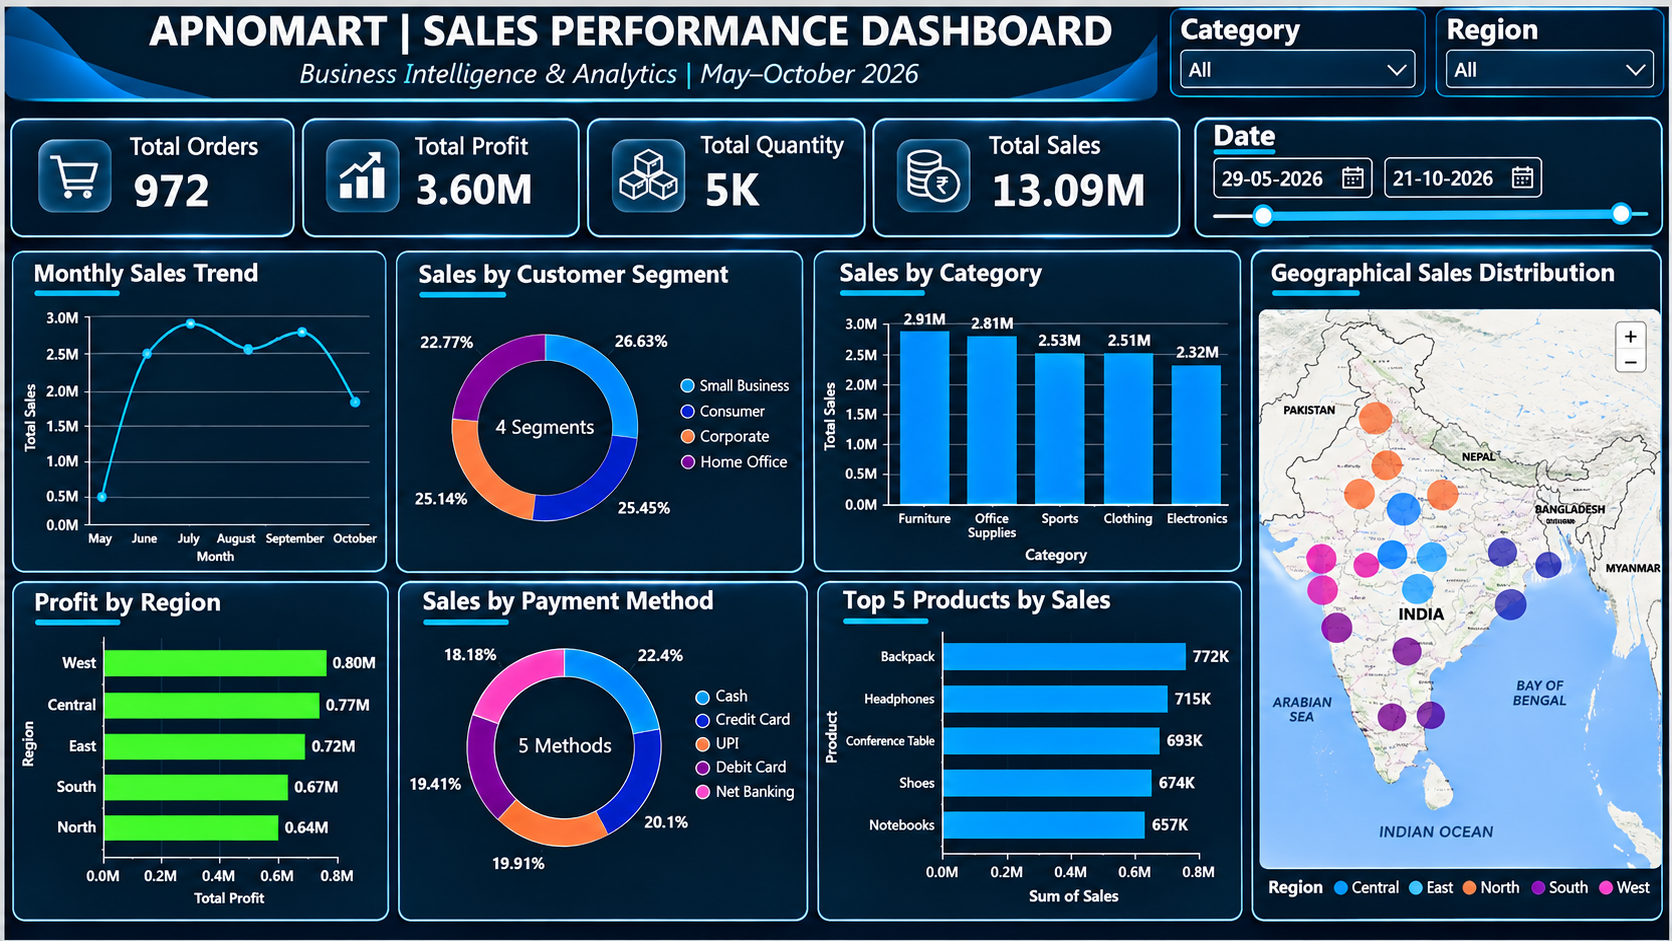 APNOMART | SALES PERFORMANCE DASHBOARD
Business Intelligence & Analytics | May–October 2026
Category
All
Region
All
Total Orders
972
Total Profit
3.60M
Total Quantity
5K
Total Sales
13.09M
₹
Date
29-05-2026
21-10-2026
Monthly Sales Trend
Total Sales
3.0M
2.5M
2.0M
1.5M
1.0M
0.5M
0.0M
May June July August September October
Month
Sales by Customer Segment
22.77%
26.63%
25.14%
25.45%
4 Segments
Small Business
Consumer
Corporate
Home Office
Sales by Category
Total Sales
3.0M
2.5M
2.0M
1.5M
1.0M
0.5M
0.0M
2.91M
2.81M
2.53M
2.51M
2.32M
Furniture
Office
Supplies
Sports
Clothing
Electronics
Category
Geographical Sales Distribution
+
−
PAKISTAN
NEPAL
BANGLADESH
MYANMAR
INDIA
ARABIAN
SEA
BAY OF
BENGAL
INDIAN OCEAN
Region Central East North South West
Profit by Region
Region
West 0.80M
Central 0.77M
East 0.72M
South 0.67M
North 0.64M
0.0M 0.2M 0.4M 0.6M 0.8M
Total Profit
Sales by Payment Method
18.18%
22.4%
19.41%
20.1%
19.91%
5 Methods
Cash
Credit Card
UPI
Debit Card
Net Banking
Top 5 Products by Sales
Product
Backpack 772K
Headphones 715K
Conference Table 693K
Shoes 674K
Notebooks 657K
0.0M 0.2M 0.4M 0.6M 0.8M
Sum of Sales